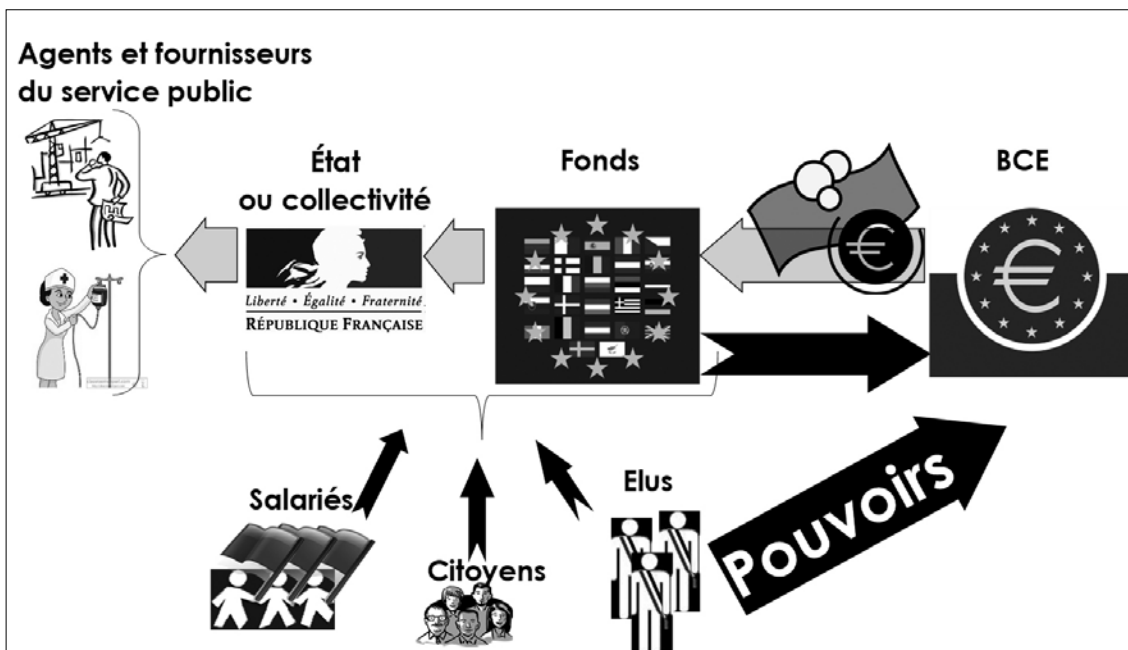 Agents et fournisseurs
du service public
État
ou collectivité
Fonds
BCE
Liberté • Égalité • Fraternité
RÉPUBLIQUE FRANÇAISE
Salariés
Citoyens
Elus
Pouvoirs